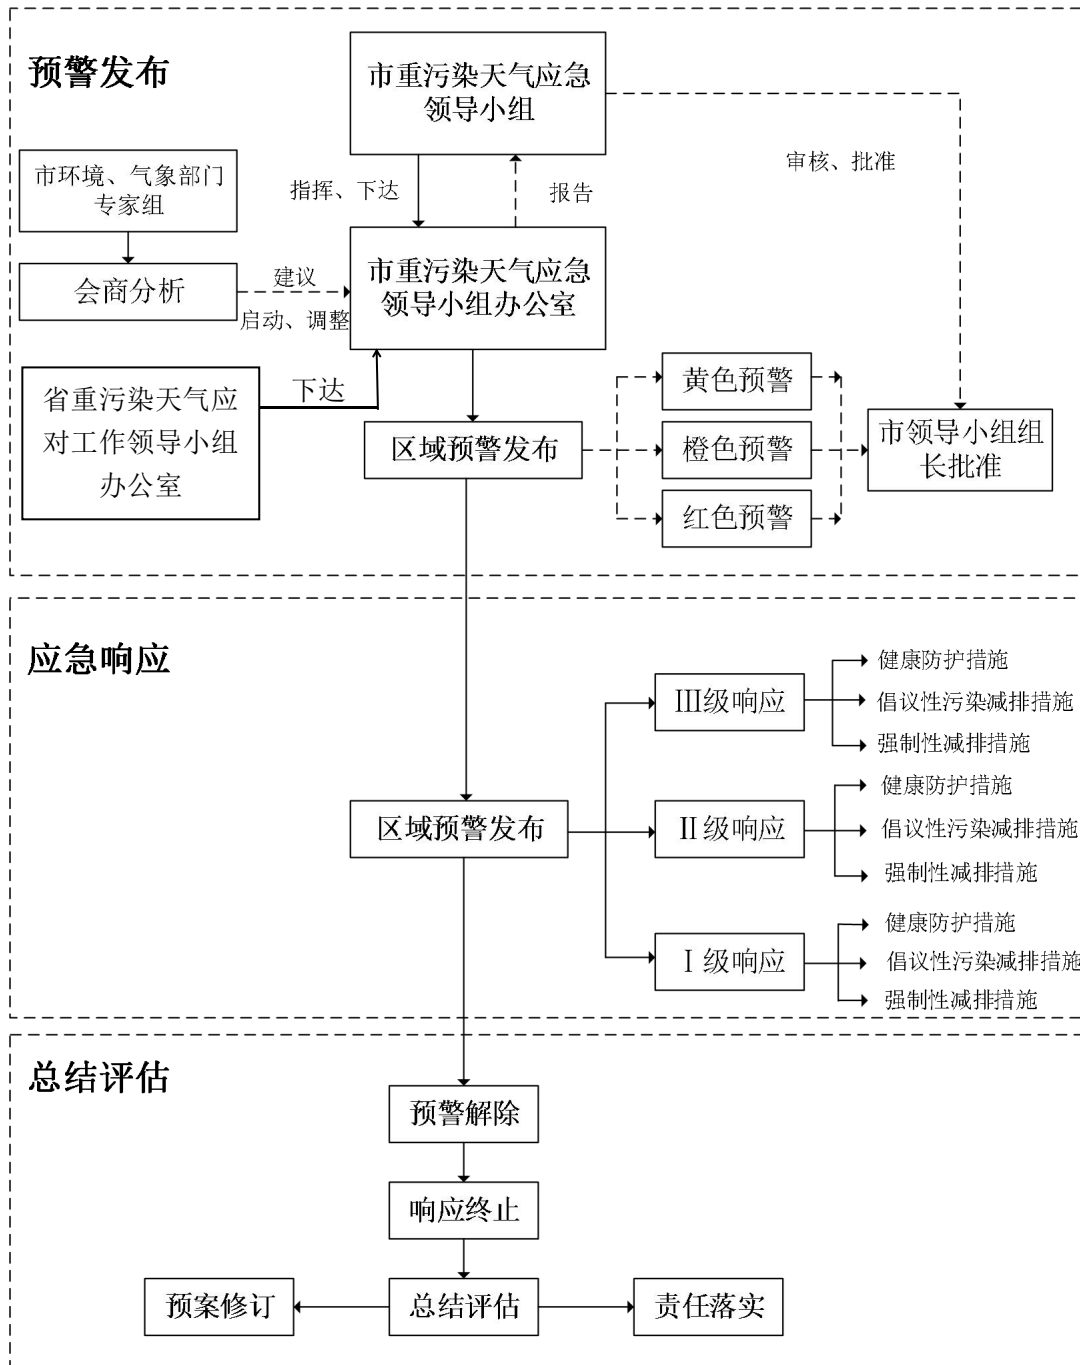 预警发布
市重污染天气应急
领导小组
审核、批准
市环境、气象部门
专家组
指挥、下达
报告
会商分析
建议
启动、调整
市重污染天气应急
领导小组办公室
省重污染天气应
对工作领导小组
办公室
下达
区域预警发布
黄色预警
橙色预警
红色预警
市领导小组组
长批准
应急响应
区域预警发布
Ⅲ级响应
健康防护措施
倡议性污染减排措施
强制性减排措施
Ⅱ级响应
健康防护措施
倡议性污染减排措施
强制性减排措施
Ⅰ级响应
健康防护措施
倡议性污染减排措施
强制性减排措施
总结评估
预警解除
响应终止
预案修订
总结评估
责任落实